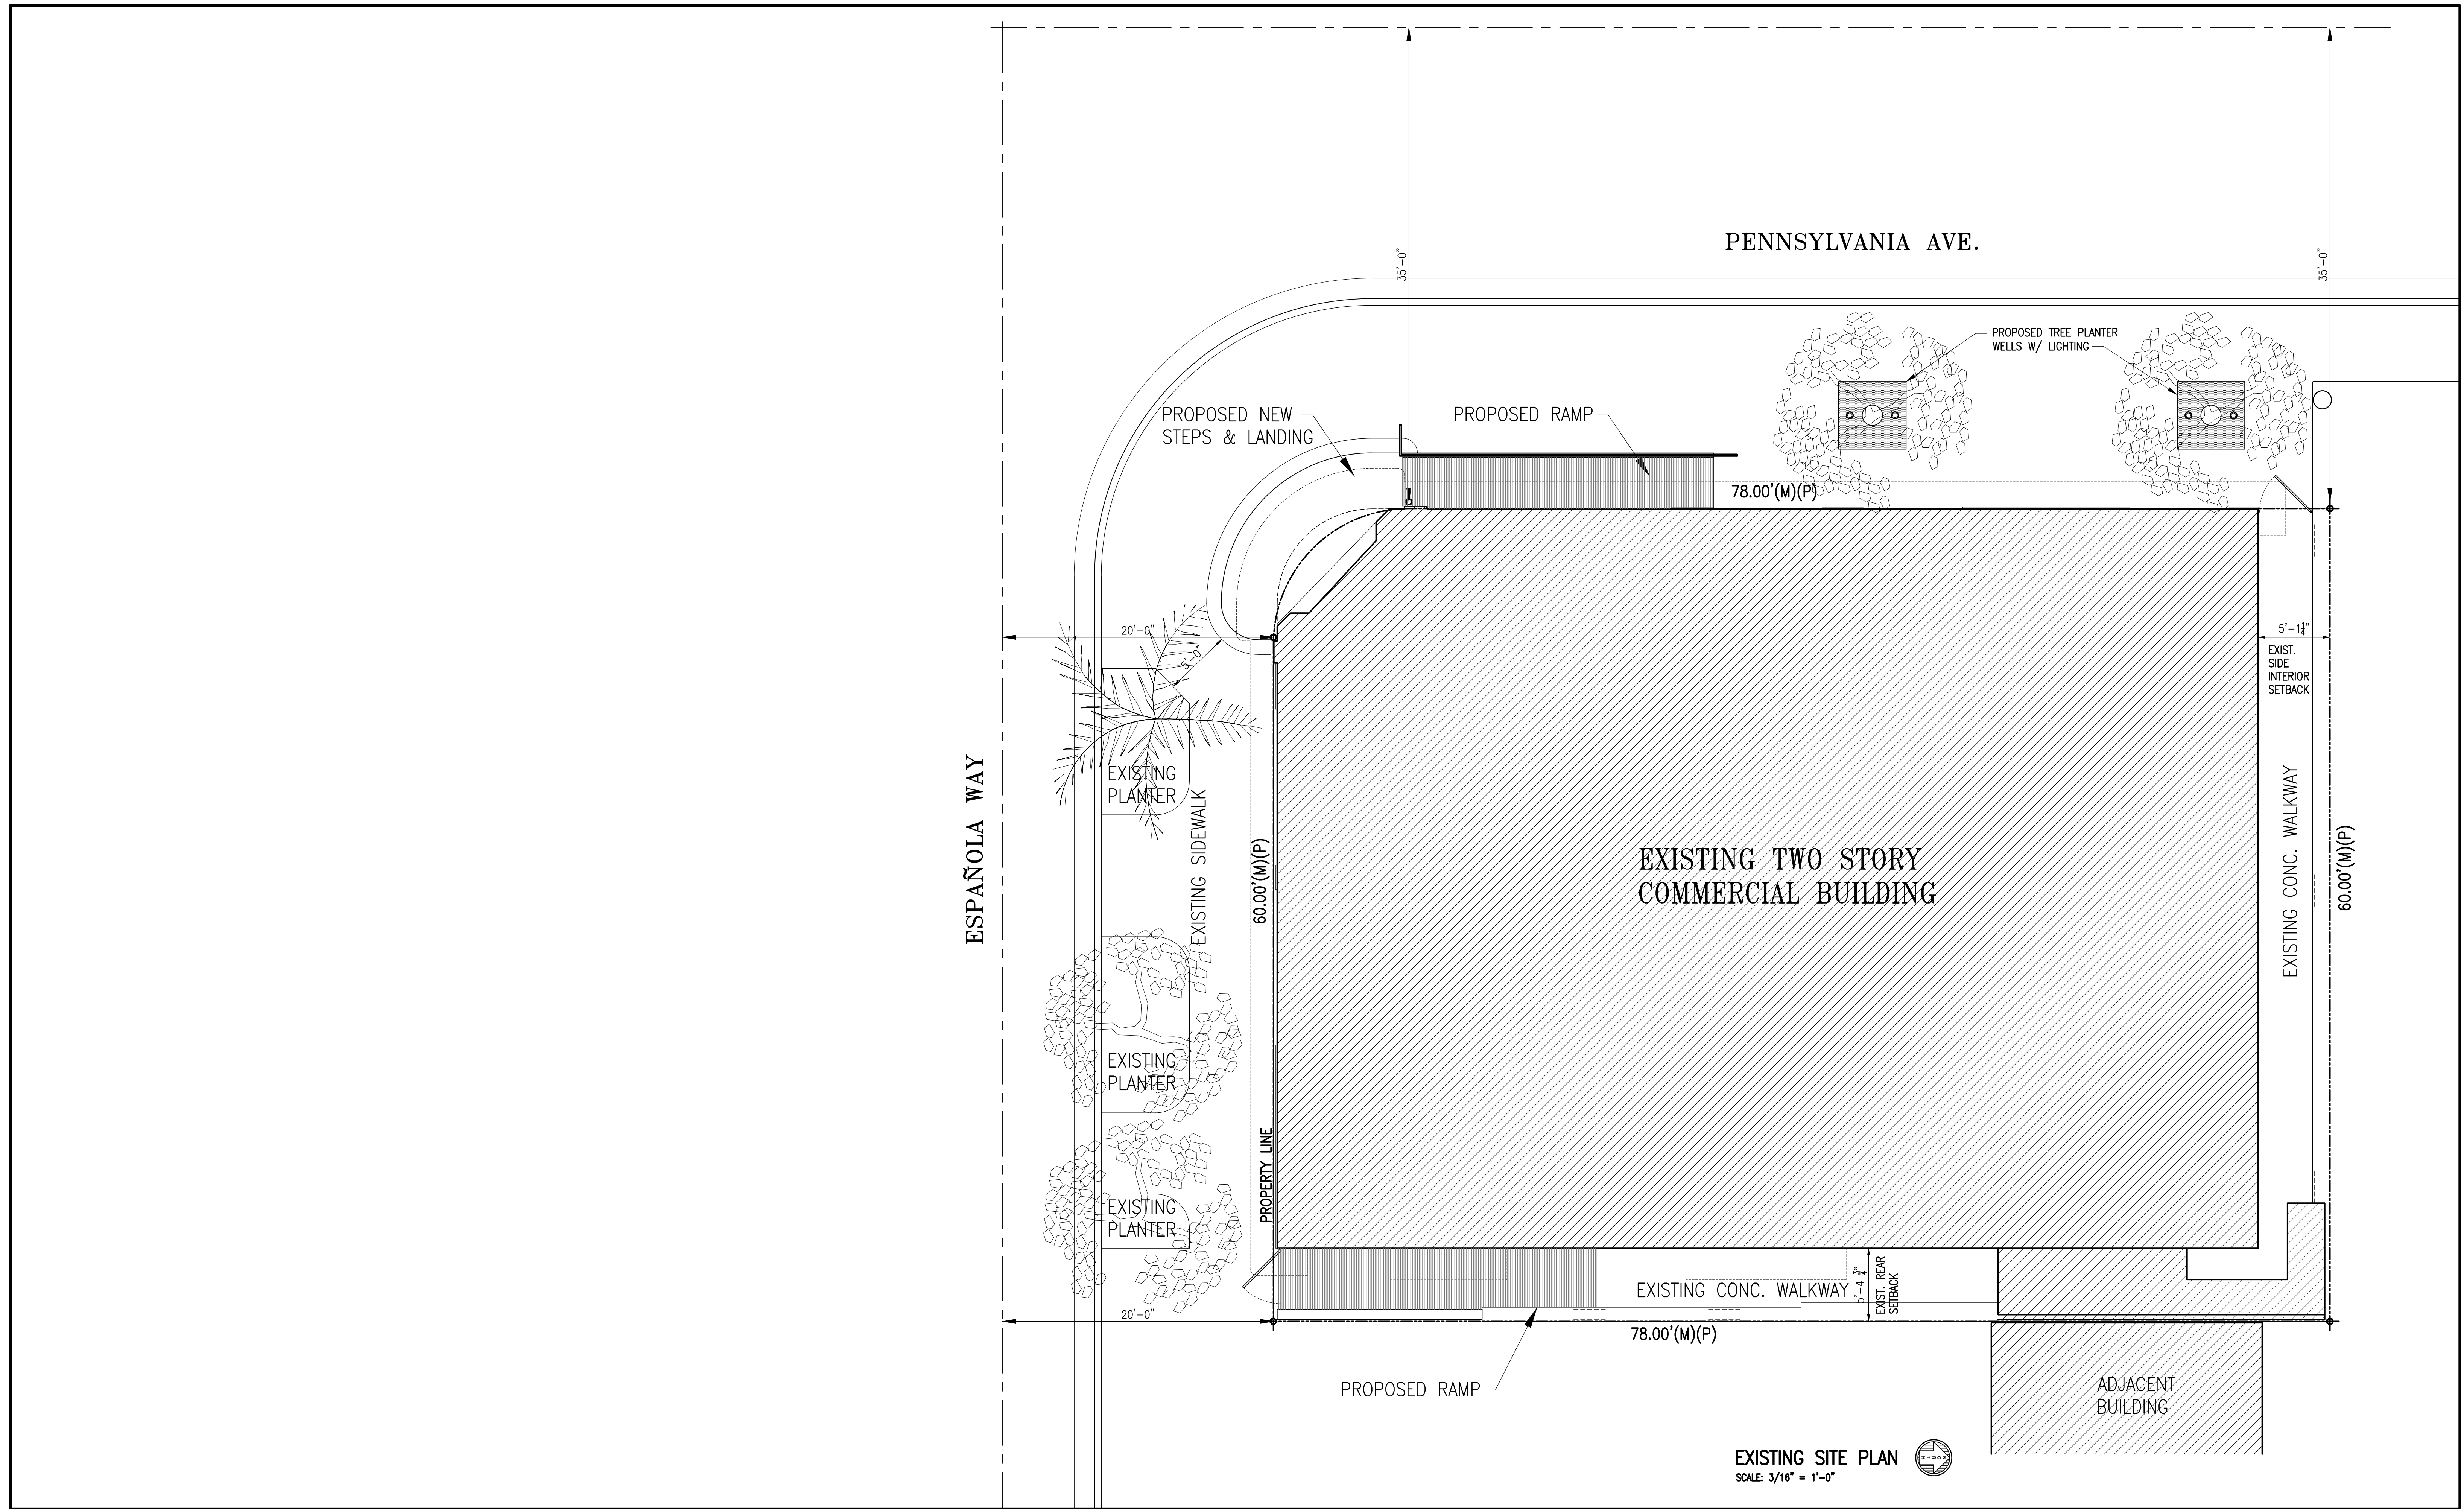 PENNSYLVANIA AVE.
35'-0"
35'-0"
PROPOSED TREE PLANTER
WELLS W/ LIGHTING
PROPOSED NEW
STEPS & LANDING
PROPOSED RAMP
78.00'(M)(P)
20'-0"
5'-0"
5'-1¼"
EXIST.
SIDE
INTERIOR
SETBACK
ESPAÑOLA WAY
EXISTING
PLANTER
EXISTING SIDEWALK
60.00'(M)(P)
EXISTING TWO STORY
COMMERCIAL BUILDING
EXISTING CONC. WALKWAY
60.00'(M)(P)
EXISTING
PLANTER
PROPERTY LINE
EXISTING
PLANTER
EXISTING CONC. WALKWAY
5'-4 ¾"
EXIST. REAR
SETBACK
20'-0"
78.00'(M)(P)
PROPOSED RAMP
ADJACENT
BUILDING
EXISTING SITE PLAN
SCALE: 3/16" = 1'-0"
NORTH